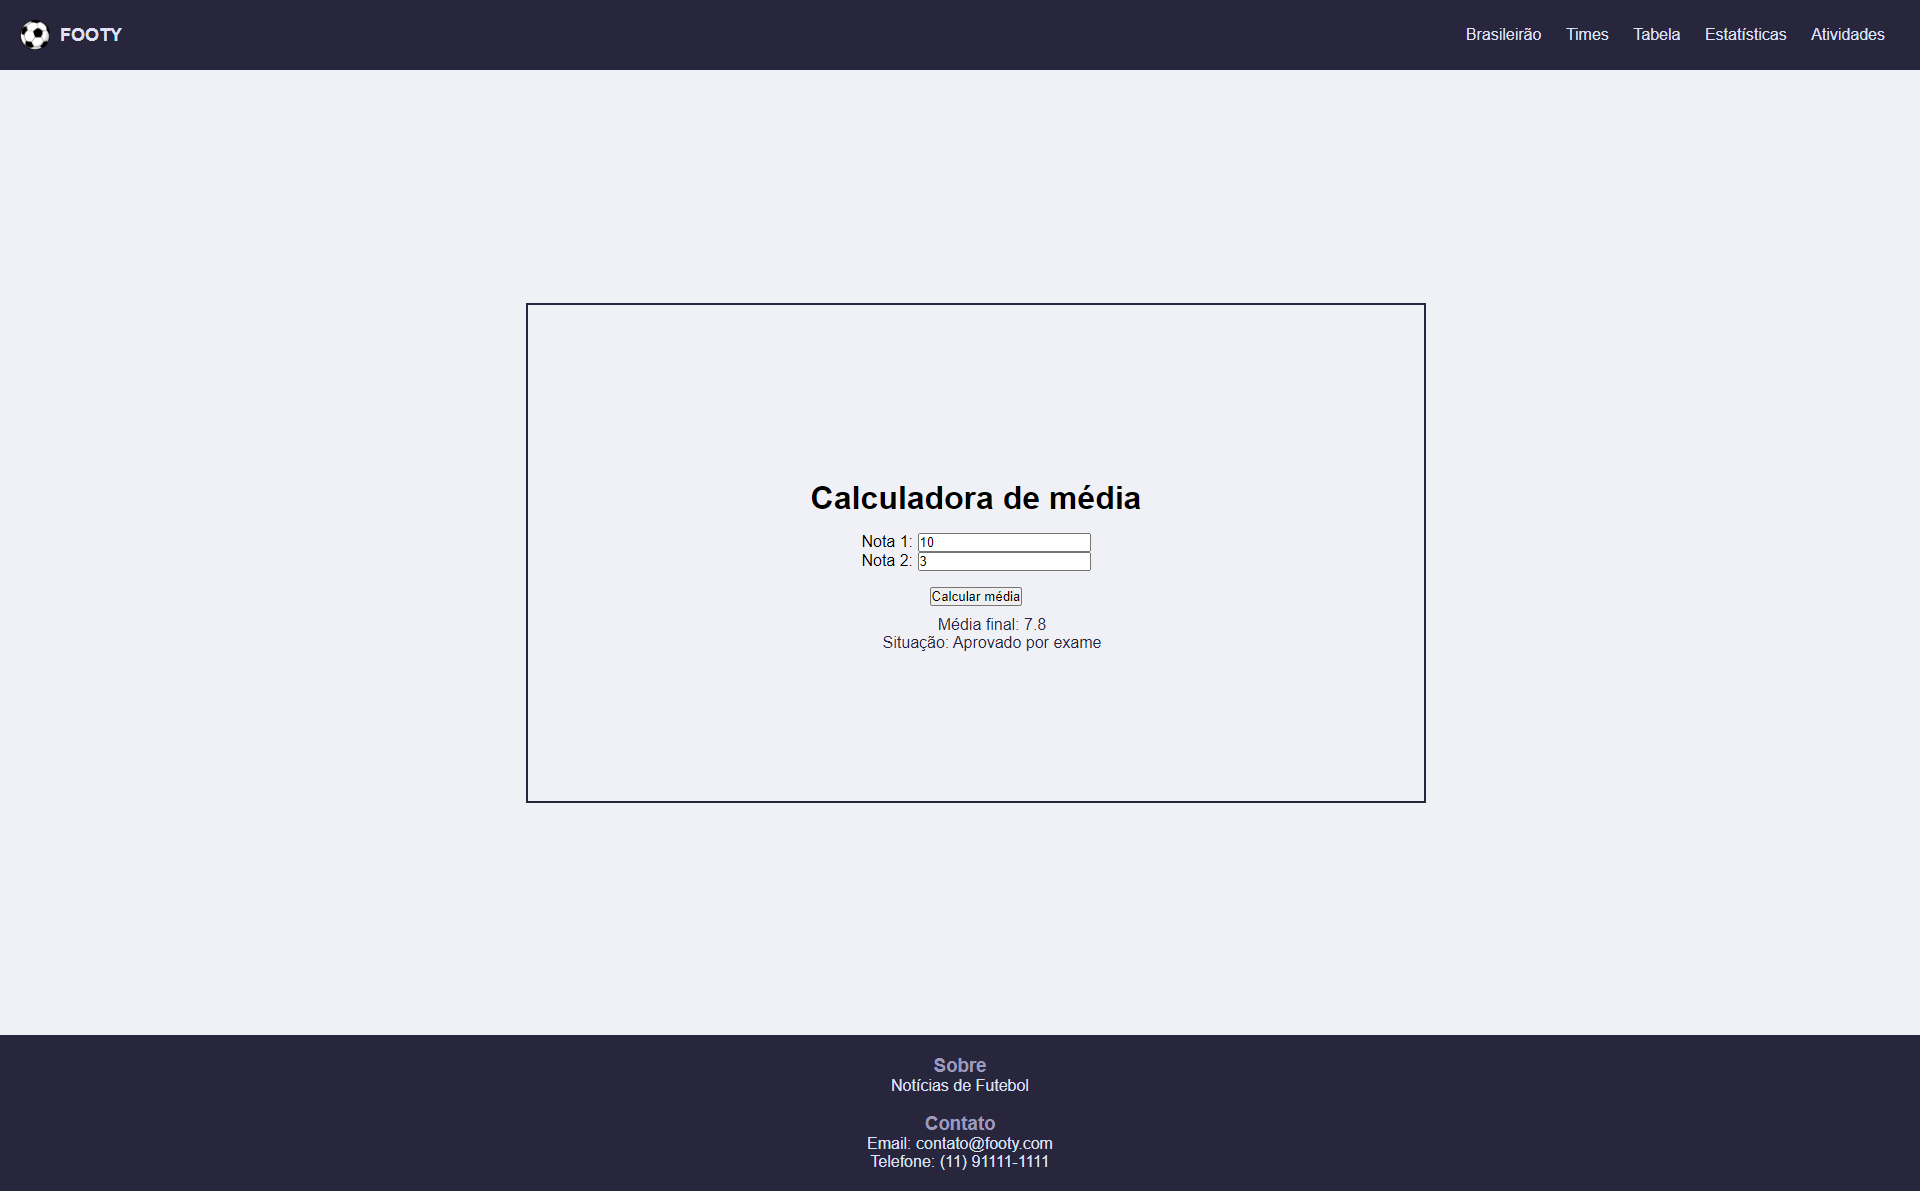 FOOTY
Brasileirão Times Tabela Estatísticas Atividades
Calculadora de média
Nota 1: 10
Nota 2: 3
Calcular média
Média final: 7.8
Situação: Aprovado por exame
Sobre
Notícias de Futebol
Contato
Email: contato@footy.com
Telefone: (11) 91111-1111